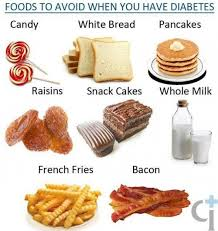 FOODS TO AVOID WHEN YOU HAVE DIABETES
Candy White Bread Pancakes
Raisins Snack Cakes Whole Milk
French Fries Bacon